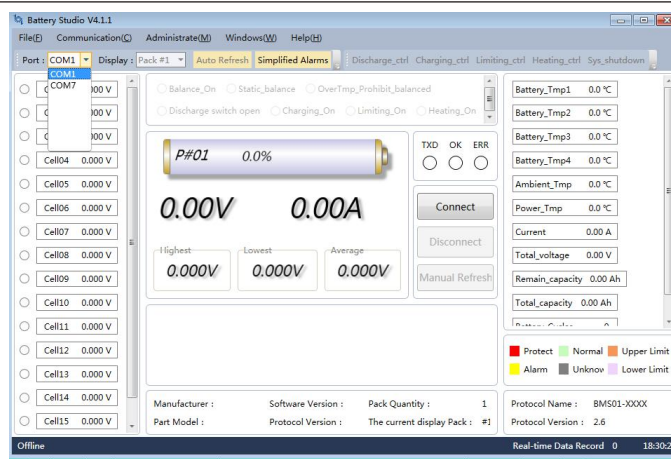 Battery Studio V4.1.1
File(F) Communication(C) Administrate(M) Windows(W) Help(H)
Port : COM1 Display : Pack #1 Auto Refresh Simplified Alarms Discharge_ctrl Charging_ctrl Limiting_ctrl Heating_ctrl Sys_shutdown
COM1
COM7
000 V
000 V
000 V
Cell04 0.000 V
Cell05 0.000 V
Cell06 0.000 V
Cell07 0.000 V
Cell08 0.000 V
Cell09 0.000 V
Cell10 0.000 V
Cell11 0.000 V
Cell12 0.000 V
Cell13 0.000 V
Cell14 0.000 V
Cell15 0.000 V
Balance_On Static_balance OverTmp_Prohibit_balanced
Discharge switch open Charging_On Limiting_On Heating_On
P#01 0.0%
TXD OK ERR
0.00V 0.00A
Highest Lowest Average
0.000V 0.000V 0.000V
Connect
Disconnect
Manual Refresh
Manufacturer : Software Version : Pack Quantity : 1
Part Model : Protocol Version : The current display Pack : #1
Battery_Tmp1 0.0 ℃
Battery_Tmp2 0.0 ℃
Battery_Tmp3 0.0 ℃
Battery_Tmp4 0.0 ℃
Ambient_Tmp 0.0 ℃
Power_Tmp 0.0 ℃
Current 0.00 A
Total_voltage 0.00 V
Remain_capacity 0.00 Ah
Total_capacity 0.00 Ah
Battery_Cycles 0
Protect Normal Upper Limit
Alarm Unknov Lower Limit
Protocol Name : BMS01-XXXX
Protocol Version : 2.6
Offline Real-time Data Record 0 18:30:2